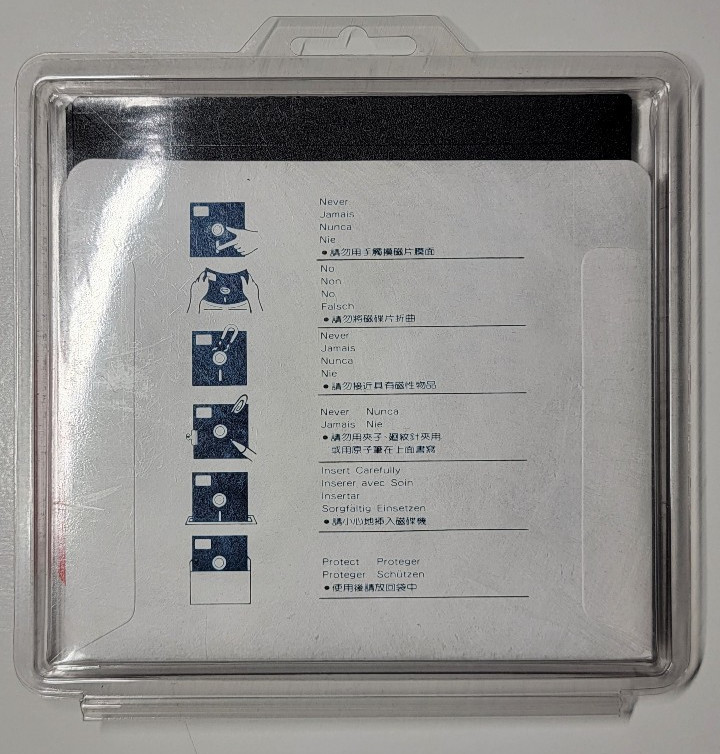 Never
Jamais
Nunca
Nie
●請勿用手觸摸磁片膜面
No
Non
No
Falsch
●請勿將磁碟片折曲
Never
Jamais
Nunca
Nie
●請勿接近具有磁性物品
Never Nunca
Jamais Nie
●請勿用夾子、迴紋針夾用
或用原子筆在上面書寫
Insert Carefully
Inserer avec Soin
Insertar
Sorgfältig Einsetzen
●請小心地插入磁碟機
Protect Proteger
Proteger Schützen
●使用後請放回袋中